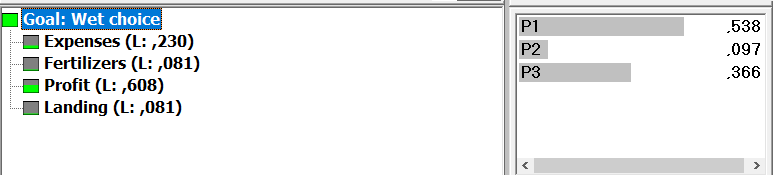 Goal: Wet choice
Expenses (L: ,230)
Fertilizers (L: ,081)
Profit (L: ,608)
Landing (L: ,081)
P1 ,538
P2 ,097
P3 ,366